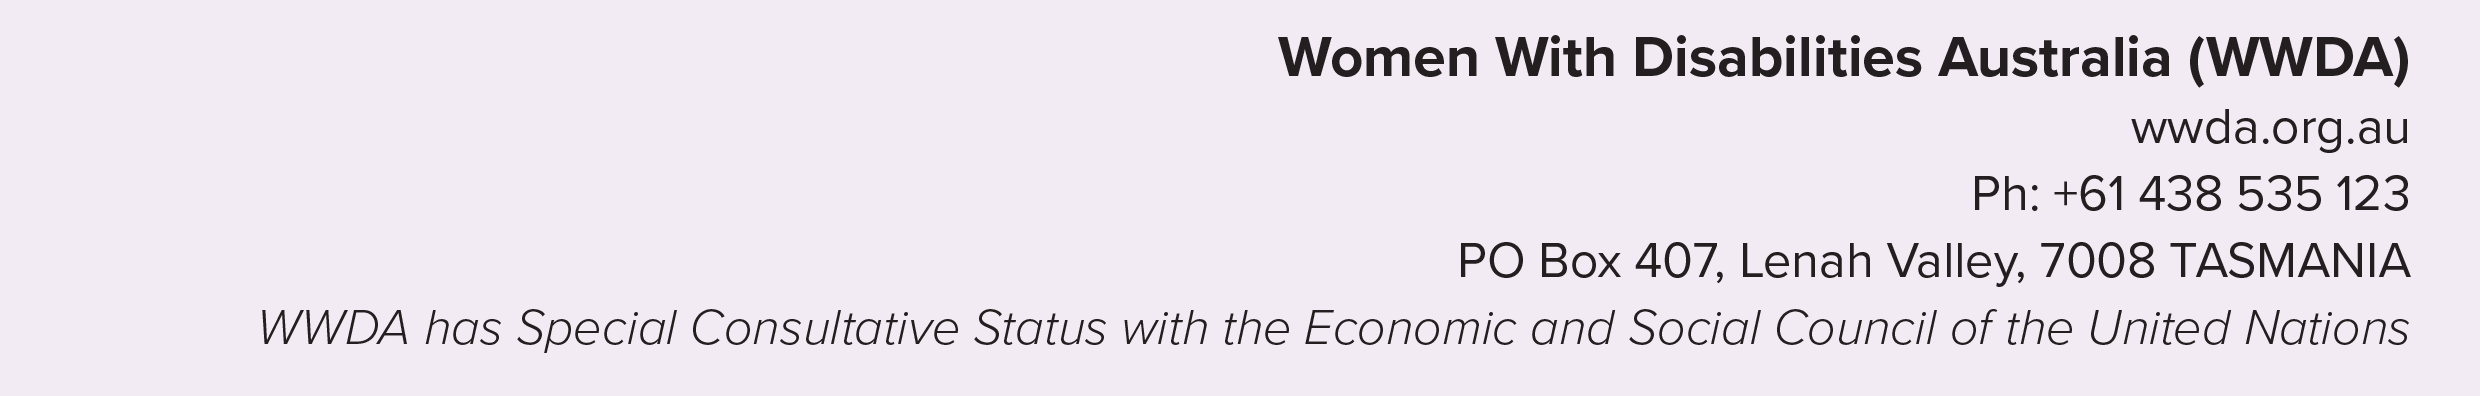 Women With Disabilities Australia (WWDA)
wwda.org.au
Ph: +61 438 535 123
PO Box 407, Lenah Valley, 7008 TASMANIA
WWDA has Special Consultative Status with the Economic and Social Council of the United Nations